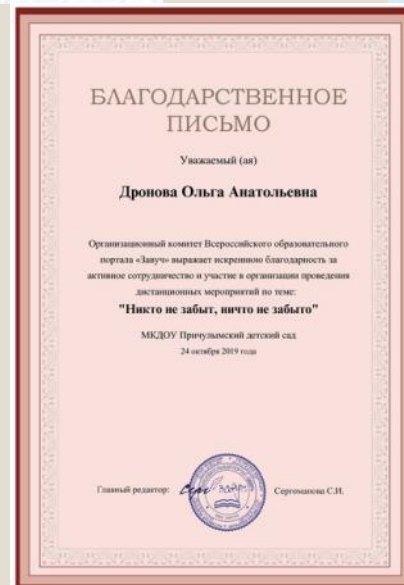 БЛАГОДАРСТВЕННОЕ
ПИСЬМО
Уважаемый (ая)
Дронова Ольга Анатольевна
Организационный комитет Всероссийского образовательного
портала «Завуч» выражает искреннюю благодарность за
активное сотрудничество и участие в организации проведения
дистанционных мероприятий по теме:
"Никто не забыт, ничто не забыто"
МКДОУ Причулымский детский сад
24 октября 2019 года
Главный редактор:
Сергоманова С.И.